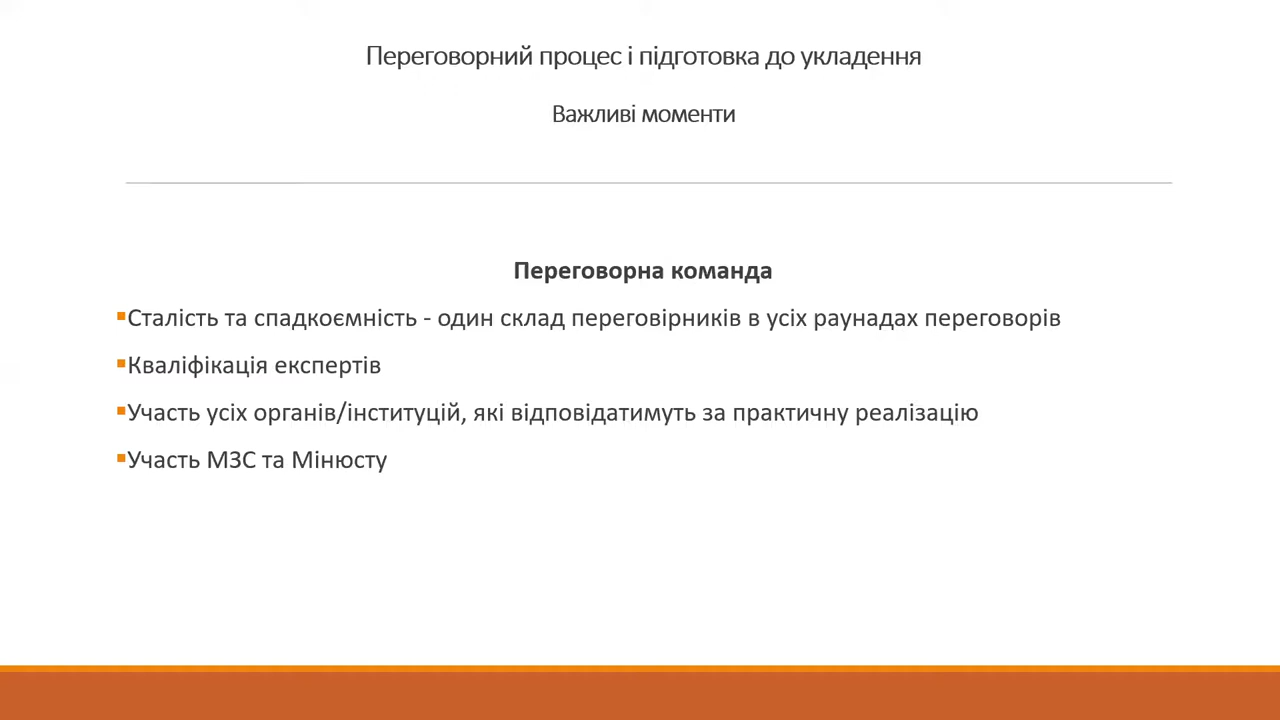 Переговорний процес і підготовка до укладення
Важливі моменти
Переговорна команда
Сталість та спадкоємність - один склад переговірників в усіх раунадах переговорів
Кваліфікація експертів
Участь усіх органів/інституцій, які відповідатимуть за практичну реалізацію
Участь МЗС та Мінюсту